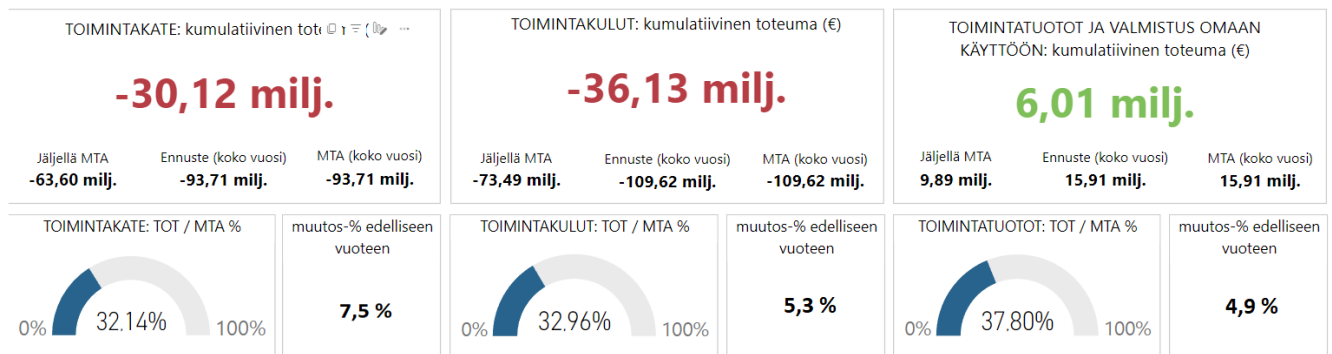 TOIMINTAKATE: kumulatiivinen tot
-30,12 milj.
Jäljellä MTA
-63,60 milj.
Ennuste (koko vuosi)
-93,71 milj.
MTA (koko vuosi)
-93,71 milj.
TOIMINTAKULUT: kumulatiivinen toteuma (€)
-36,13 milj.
Jäljellä MTA
-73,49 milj.
Ennuste (koko vuosi)
-109,62 milj.
MTA (koko vuosi)
-109,62 milj.
TOIMINTATUOTOT JA VALMISTUS OMAAN
KÄYTTÖÖN: kumulatiivinen toteuma (€)
6,01 milj.
Jäljellä MTA
9,89 milj.
Ennuste (koko vuosi)
15,91 milj.
MTA (koko vuosi)
15,91 milj.
TOIMINTAKATE: TOT / MTA %
0%
32.14%
100%
muutos-% edelliseen
vuoteen
7,5 %
TOIMINTAKULUT: TOT / MTA %
0%
32.96%
100%
muutos-% edelliseen
vuoteen
5,3 %
TOIMINTATUOTOT: TOT / MTA %
0%
37.80%
100%
muutos-% edelliseen
vuoteen
4,9 %